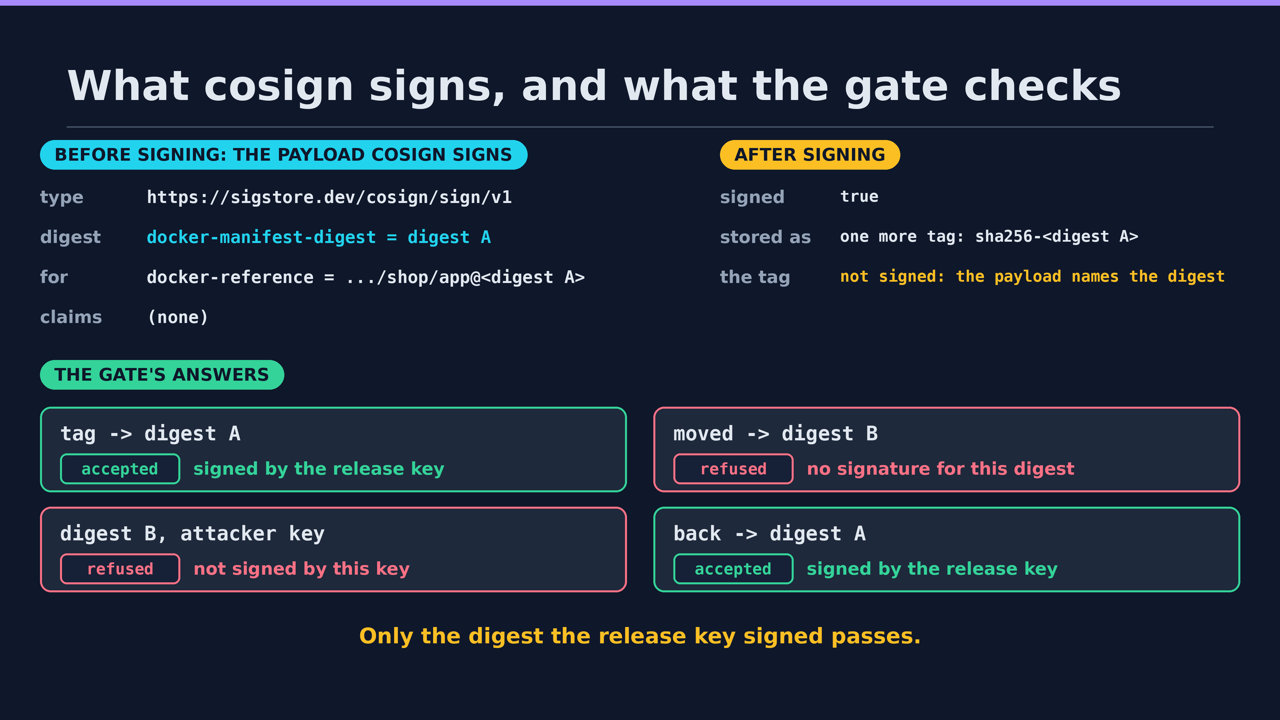 What cosign signs, and what the gate checks
BEFORE SIGNING: THE PAYLOAD COSIGN SIGNS
type https://sigstore.dev/cosign/sign/v1
digest docker-manifest-digest = digest A
for docker-reference = .../shop/app@<digest A>
claims (none)
AFTER SIGNING
signed true
stored as one more tag: sha256-<digest A>
the tag not signed: the payload names the digest
THE GATE'S ANSWERS
tag -> digest A
accepted signed by the release key
moved -> digest B
refused no signature for this digest
digest B, attacker key
refused not signed by this key
back -> digest A
accepted signed by the release key
Only the digest the release key signed passes.